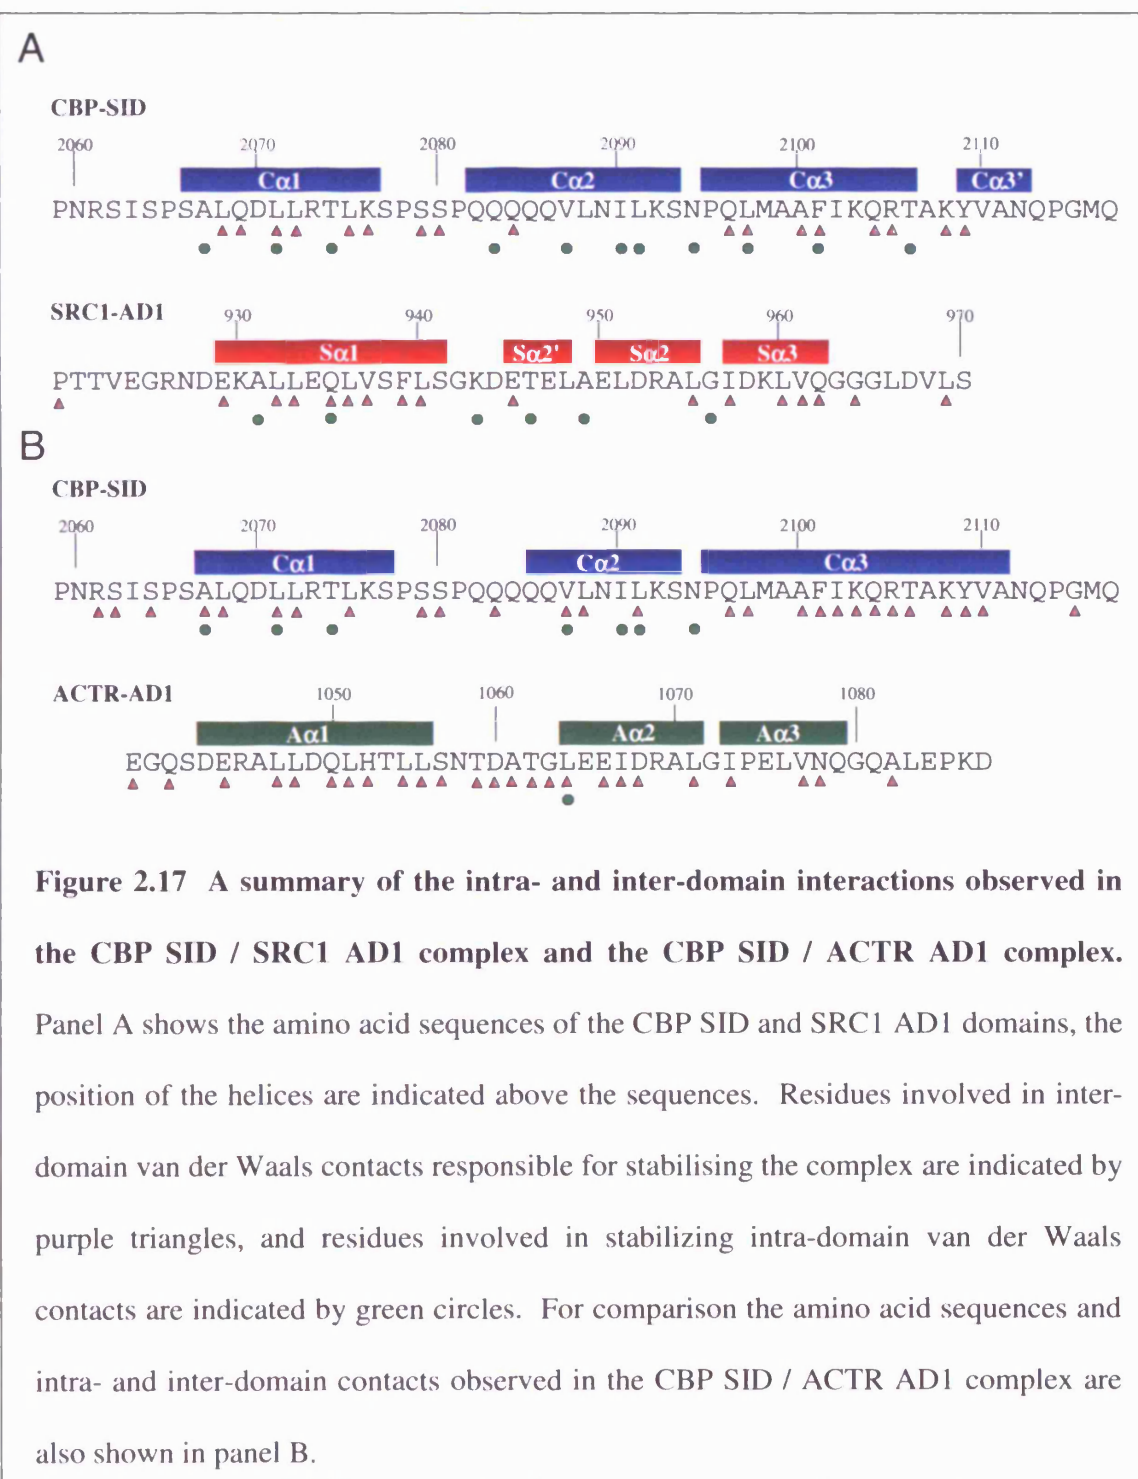 A
CBP-SID
2060 2070 2080 2090 2100 2110
Cα1 Cα2 Cα3 Cα3'
PNRSISPSALQDLLRTLKSPSSPQQQQQVLNILKSNPQLMAAFIKQRTAKYVANQPGMQ
SRC1-AD1
930 940 950 960 970
Sα1 Sα2' Sα2 Sα3
PTTVEGRNDEKALLEQLVSFLSGKDETELAELDRALGIDKLVQGGGLDVLS
B
CBP-SID
2060 2070 2080 2090 2100 2110
Cα1 Cα2 Cα3
PNRSISPSALQDLLRTLKSPSSPQQQQQVLNILKSNPQLMAAFIKQRTAKYVANQPGMQ
ACTR-AD1
1050 1060 1070 1080
Aα1 Aα2 Aα3
EGQSDERALLDQLHTLLSNTDATGLEEIDRALGIPELVNQGQALEPKD
Figure 2.17 A summary of the intra- and inter-domain interactions observed in
the CBP SID / SRC1 AD1 complex and the CBP SID / ACTR AD1 complex.
Panel A shows the amino acid sequences of the CBP SID and SRC1 AD1 domains, the
position of the helices are indicated above the sequences. Residues involved in inter-
domain van der Waals contacts responsible for stabilising the complex are indicated by
purple triangles, and residues involved in stabilizing intra-domain van der Waals
contacts are indicated by green circles. For comparison the amino acid sequences and
intra- and inter-domain contacts observed in the CBP SID / ACTR AD1 complex are
also shown in panel B.